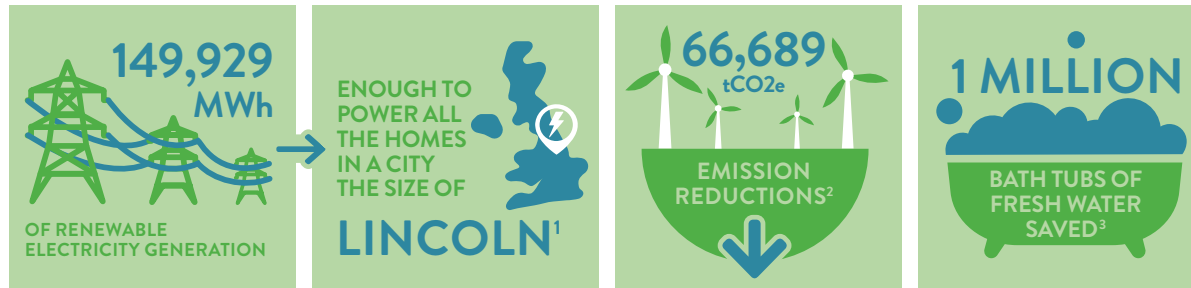 149,929
MWh
OF RENEWABLE
ELECTRICITY GENERATION
ENOUGH TO
POWER ALL
THE HOMES
IN A CITY
THE SIZE OF
LINCOLN¹
66,689
tCO2e
EMISSION
REDUCTIONS²
1 MILLION
BATH TUBS OF
FRESH WATER
SAVED³